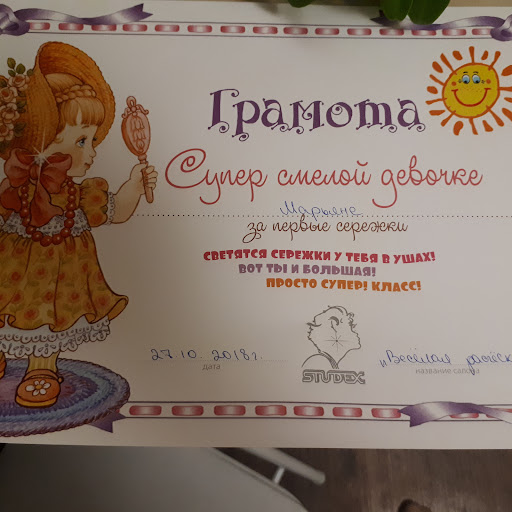 Грамота
Супер смелой девочке
Марьяне
за первые сережки
СВЕТЯТСЯ СЕРЕЖКИ У ТЕБЯ В УШАХ!
ВОТ ТЫ И БОЛЬШАЯ!
ПРОСТО СУПЕР! КЛАСС!
27.10.2018г. "Весёлая
дата STUDEX название салона